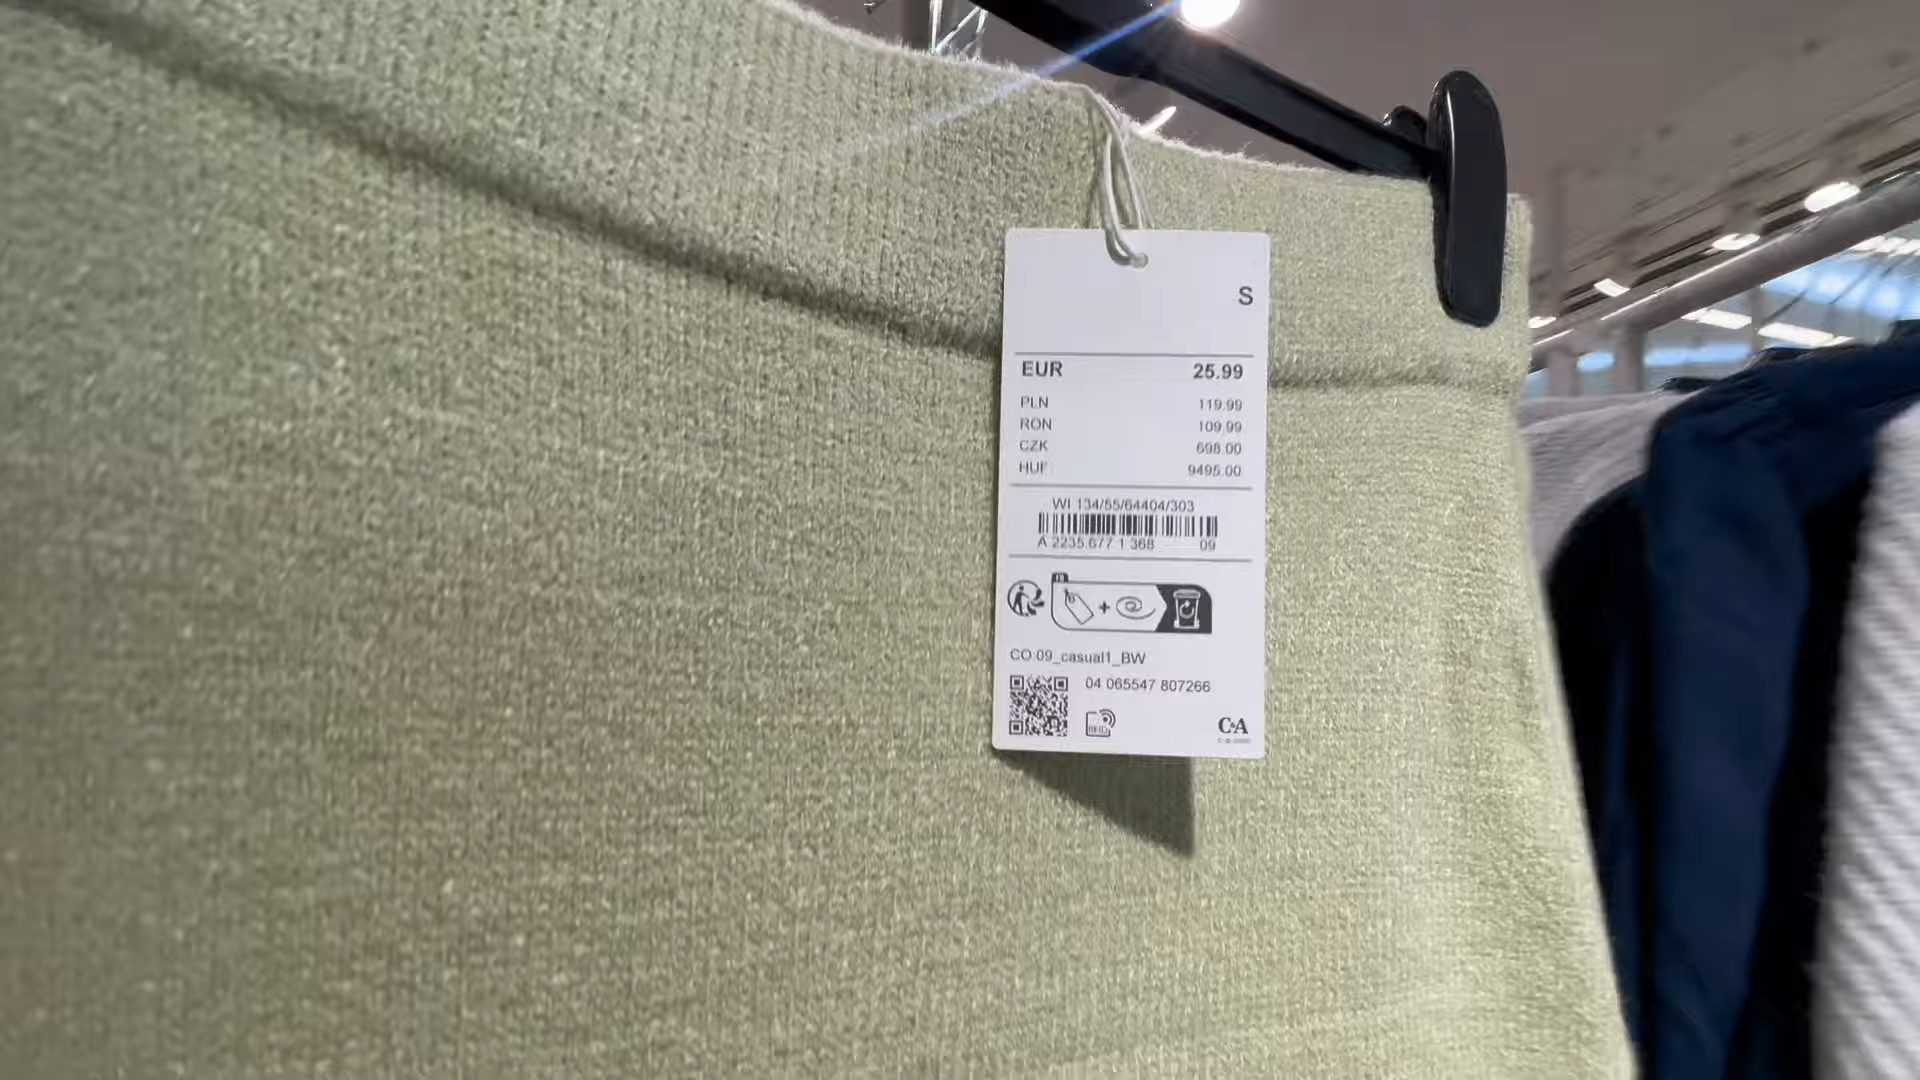 S
EUR 25.99
PLN 119.99
RON 109.99
CZK 698.00
HUF 9495.00
WI 134/55/64404/303
A 2235.677 1 368 09
FR
CO 09_casual1_BW
04 065547 807266
RFID
C&A